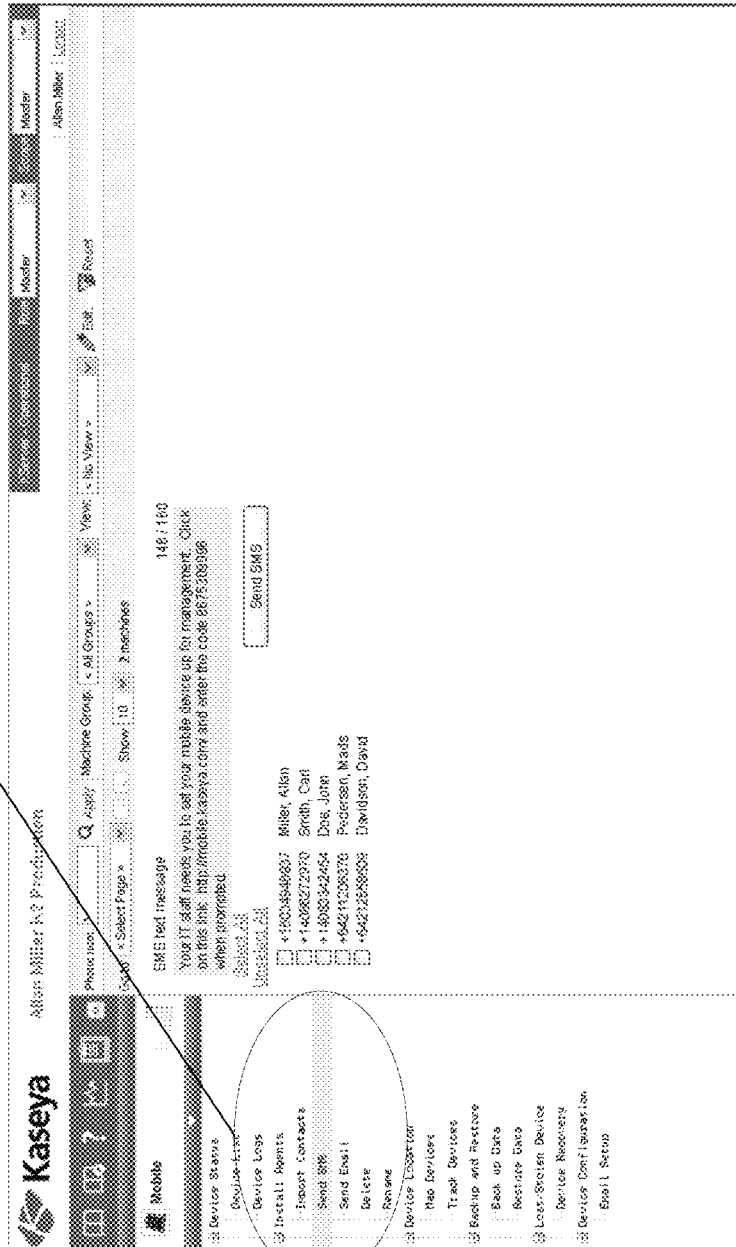 Kaseya
Allan Miller K2 Production
Master
Master
Allan Miller
Apply Machine Group: < All Groups > View: < No View > Edit Reset
< Select Page > Show 10 2 machines
Mobile
Device Status
Device List
Device Logs
Install Agents
Import Contacts
Send SMS
Send Email
Delete
Rename
Device Location
Map Devices
Track Devices
Backup and Restore
Back up Data
Restore Data
Lost/Stolen Device
Device Recovery
Device Configuration
Email Setup
SMS text message 148 / 160
Your IT staff needs you to set your mobile device up for management. Click
on this link: http://mobile.kaseya.com/ and enter the code
when prompted.
Select All
Unselect All
Send SMS
Miller, Allan
Smith, Carl
Doe, John
Pedersen, Mads
Davidson, David